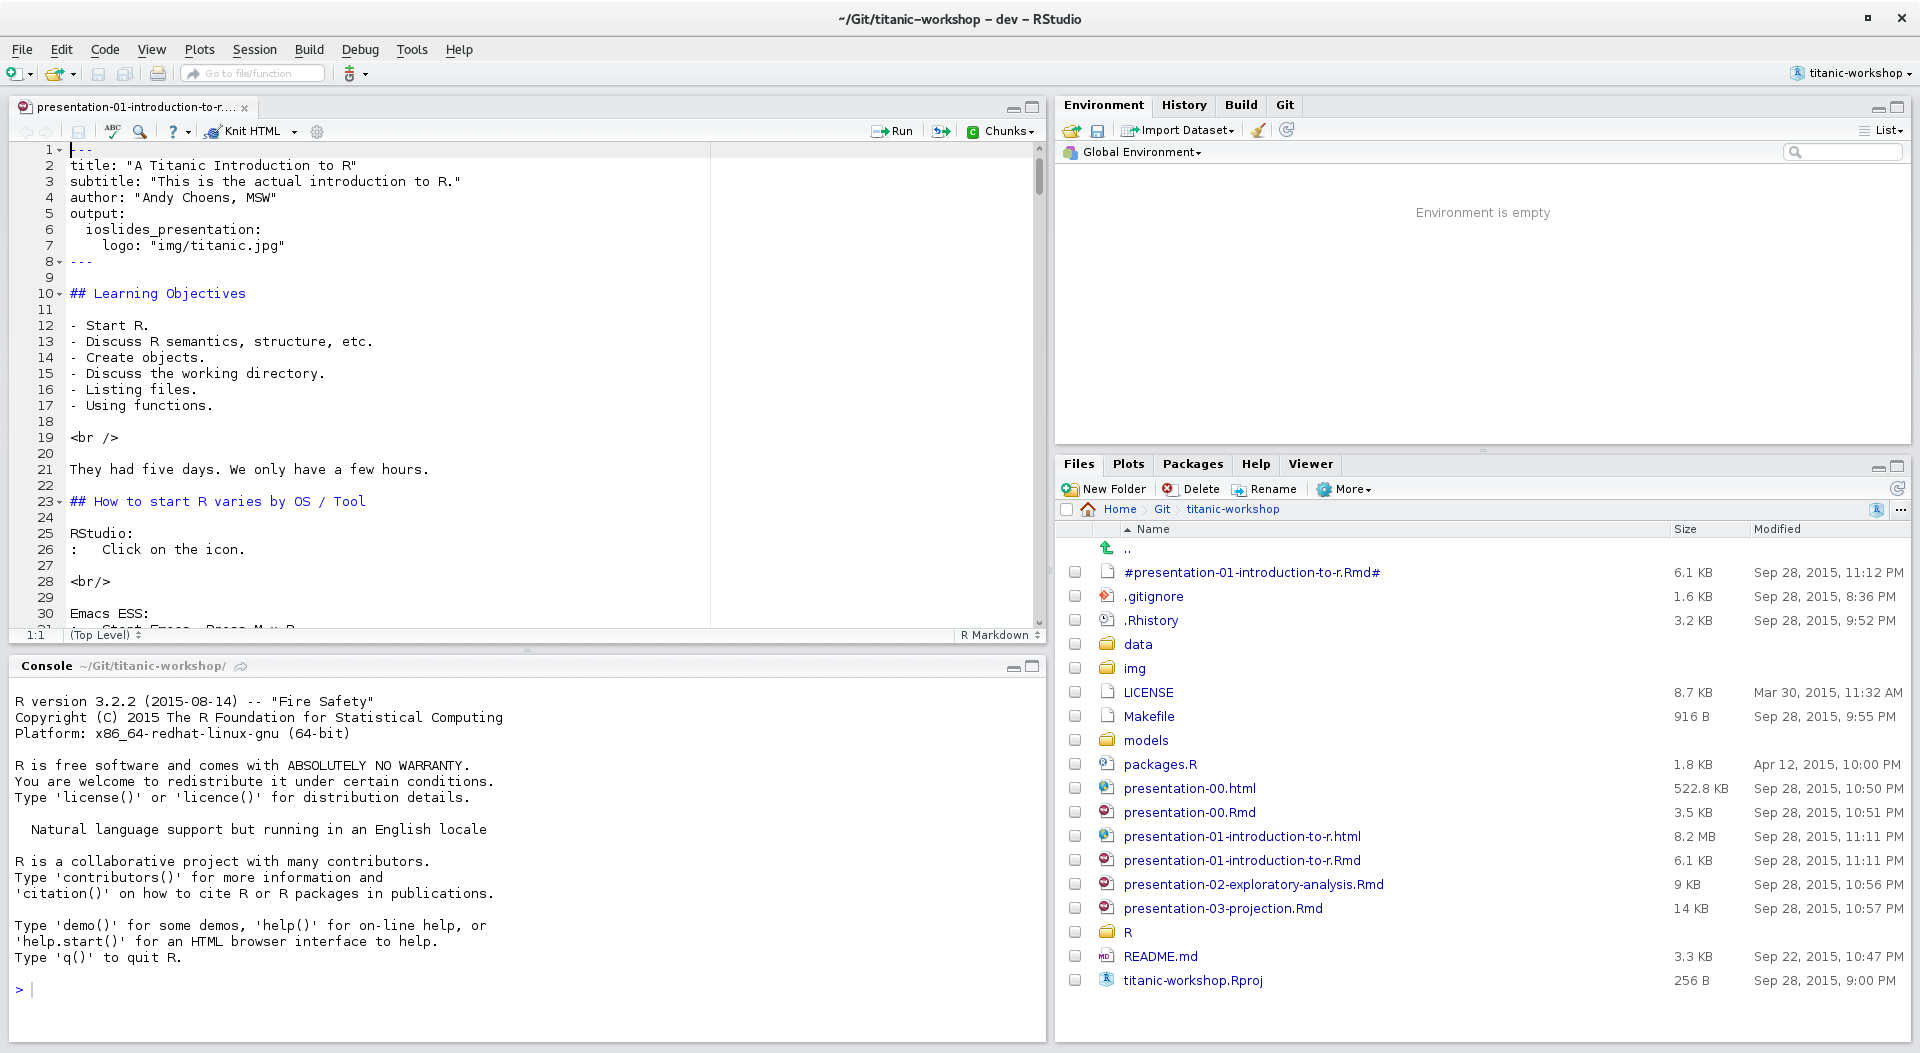 ~/Git/titanic-workshop – dev – RStudio
File Edit Code View Plots Session Build Debug Tools Help
Go to file/function
titanic-workshop
presentation-01-introduction-to-r....
ABC
? Knit HTML
Run
C Chunks
1 ---
2 title: "A Titanic Introduction to R"
3 subtitle: "This is the actual introduction to R."
4 author: "Andy Choens, MSW"
5 output:
6 ioslides_presentation:
7 logo: "img/titanic.jpg"
8 ---
9
10 ## Learning Objectives
11
12 - Start R.
13 - Discuss R semantics, structure, etc.
14 - Create objects.
15 - Discuss the working directory.
16 - Listing files.
17 - Using functions.
18
19 <br />
20
21 They had five days. We only have a few hours.
22
23 ## How to start R varies by OS / Tool
24
25 RStudio:
26 :   Click on the icon.
27
28 <br/>
29
30 Emacs ESS:
1:1 (Top Level) R Markdown
Console ~/Git/titanic-workshop/
R version 3.2.2 (2015-08-14) -- "Fire Safety"
Copyright (C) 2015 The R Foundation for Statistical Computing
Platform: x86_64-redhat-linux-gnu (64-bit)
R is free software and comes with ABSOLUTELY NO WARRANTY.
You are welcome to redistribute it under certain conditions.
Type 'license()' or 'licence()' for distribution details.
Natural language support but running in an English locale
R is a collaborative project with many contributors.
Type 'contributors()' for more information and
'citation()' on how to cite R or R packages in publications.
Type 'demo()' for some demos, 'help()' for on-line help, or
'help.start()' for an HTML browser interface to help.
Type 'q()' to quit R.
>
Environment History Build Git
Import Dataset List
Global Environment
Environment is empty
Files Plots Packages Help Viewer
New Folder Delete Rename More
Home Git titanic-workshop ...
Name Size Modified
..
#presentation-01-introduction-to-r.Rmd# 6.1 KB Sep 28, 2015, 11:12 PM
.gitignore 1.6 KB Sep 28, 2015, 8:36 PM
.Rhistory 3.2 KB Sep 28, 2015, 9:52 PM
data
img
LICENSE 8.7 KB Mar 30, 2015, 11:32 AM
Makefile 916 B Sep 28, 2015, 9:55 PM
models
packages.R 1.8 KB Apr 12, 2015, 10:00 PM
presentation-00.html 522.8 KB Sep 28, 2015, 10:50 PM
presentation-00.Rmd 3.5 KB Sep 28, 2015, 10:51 PM
presentation-01-introduction-to-r.html 8.2 MB Sep 28, 2015, 11:11 PM
presentation-01-introduction-to-r.Rmd 6.1 KB Sep 28, 2015, 11:11 PM
presentation-02-exploratory-analysis.Rmd 9 KB Sep 28, 2015, 10:56 PM
presentation-03-projection.Rmd 14 KB Sep 28, 2015, 10:57 PM
R
MD README.md 3.3 KB Sep 22, 2015, 10:47 PM
titanic-workshop.Rproj 256 B Sep 28, 2015, 9:00 PM